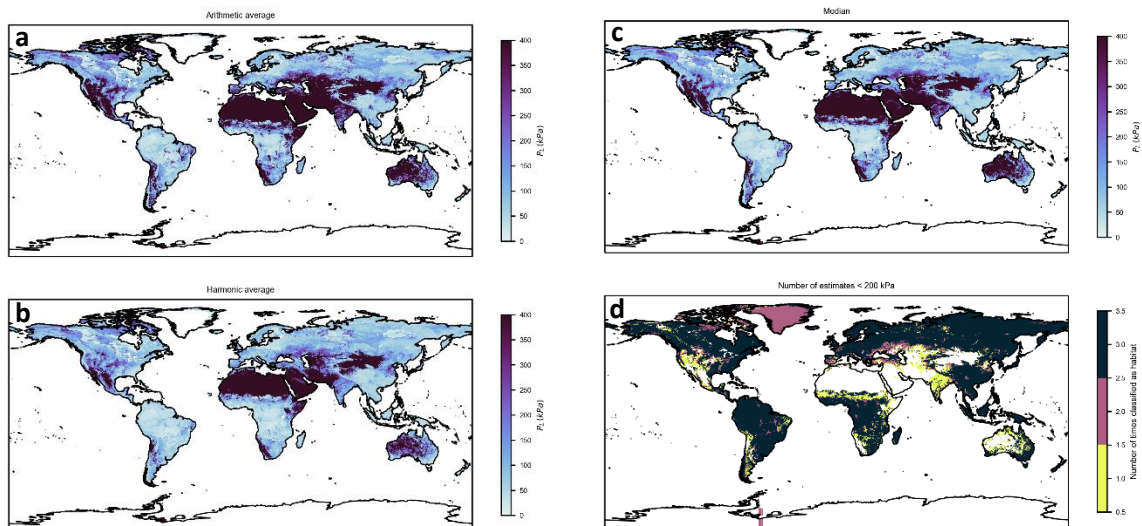 Arithmetic average
a
400
350
300
250
200
150
100
50
0
P_L (kPa)
Harmonic average
b
400
350
300
250
200
150
100
50
0
P_L (kPa)
Median
c
400
350
300
250
200
150
100
50
0
P_L (kPa)
Number of estimates < 200 kPa
d
3.5
3.0
2.5
2.0
1.5
1.0
0.5
Number of times classified as habitat